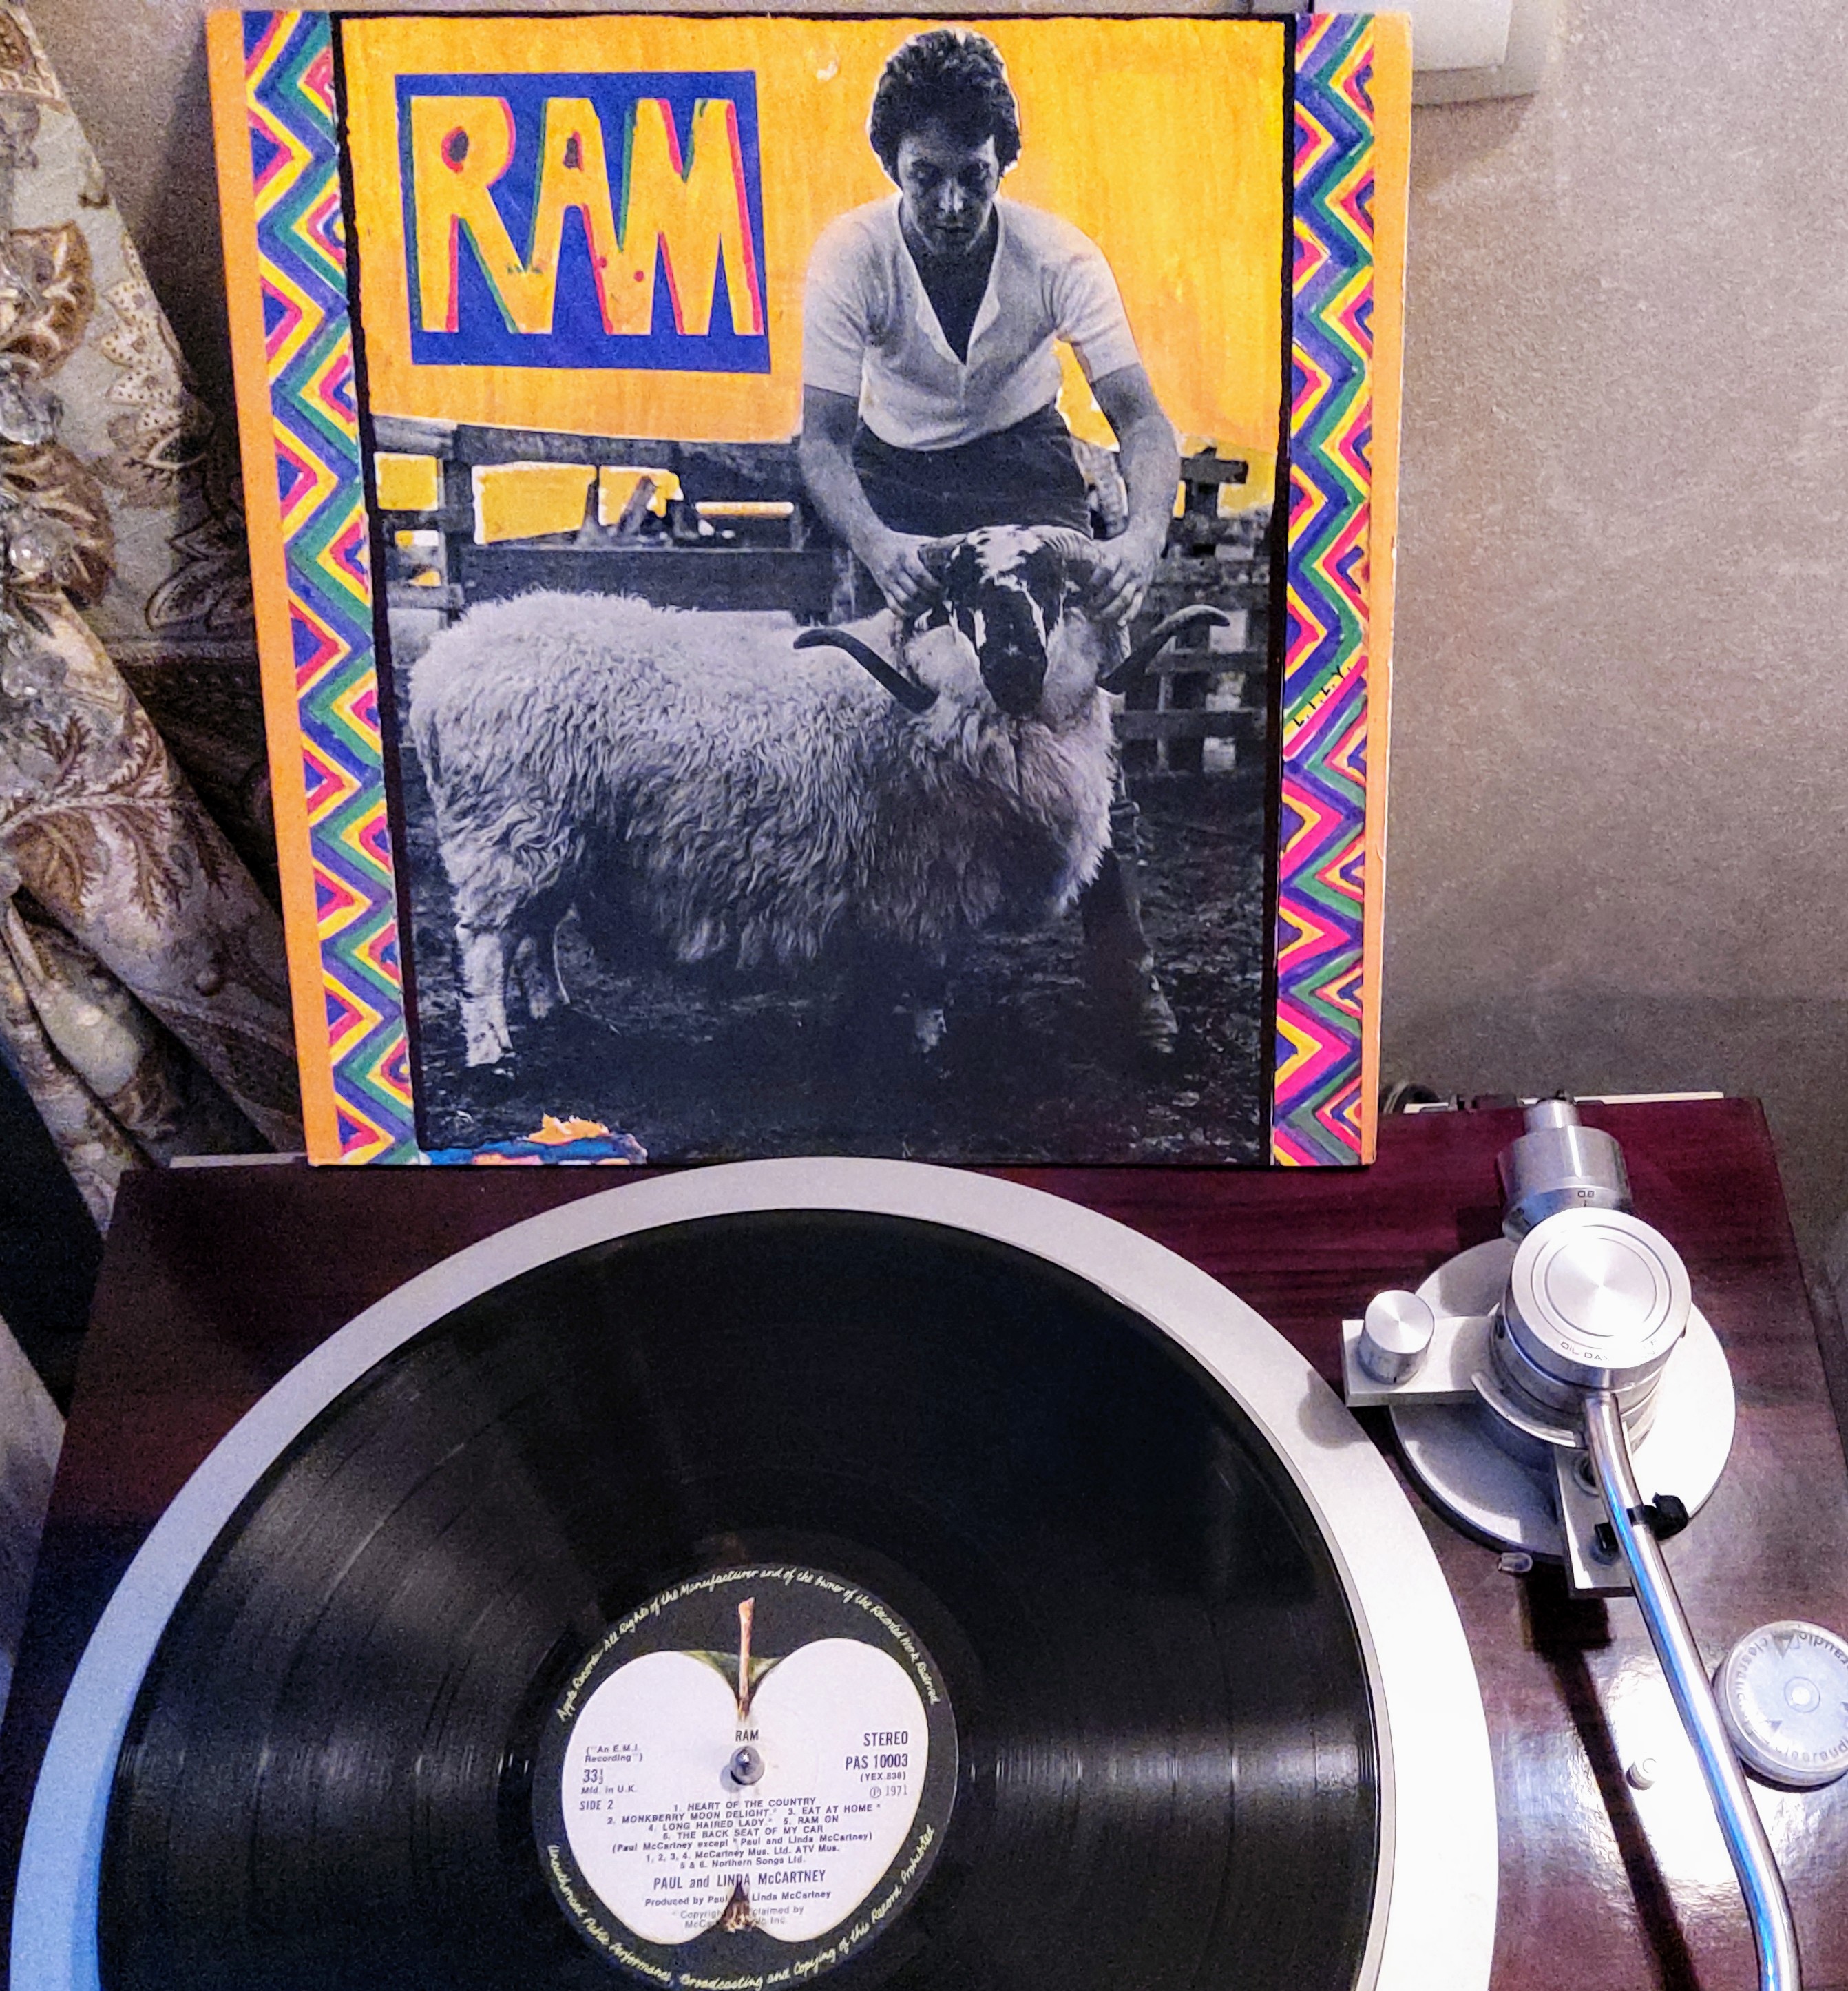 RAM
L.I.L.Y.
0.8
Apple Records-All Rights of the Manufacturer and of the Owner of the Recorded Work Reserved
RAM
("An E.M.I.
Recording")
STEREO
33⅓
PAS 10003
Mfd. in U.K.
(YEX.838)
SIDE 2
℗ 1971
1. HEART OF THE COUNTRY
2. MONKBERRY MOON DELIGHT.* 3. EAT AT HOME *
4. LONG HAIRED LADY.* 5. RAM ON
6. THE BACK SEAT OF MY CAR
(Paul McCartney except * Paul and Linda McCartney)
1, 2, 3, 4. McCartney Mus. Ltd. ATV Mus.
5 & 6. Northern Songs Ltd.
PAUL and LINDA McCARTNEY
Produced by Paul Linda McCartney
* claimed by
Inc.
Unauthorised Public Performance, Broadcasting and Copying of this Record Prohibited
OIL